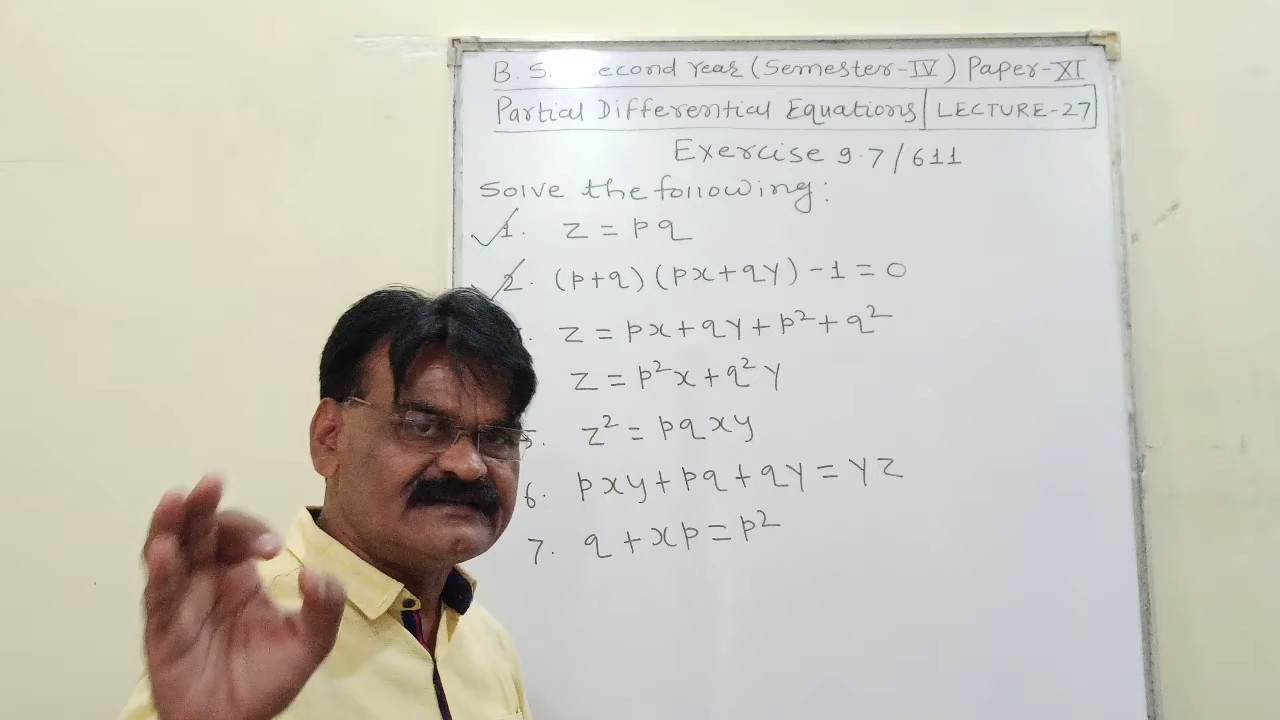 B. S. econd Year (Semester-IV) Paper-XI
Partial Differential Equations | LECTURE-27
Exercise 9.7/611
Solve the following:
1. z = pq
2. (p+q)(px+qy) -1 = 0
. z = px+qy+p²+q²
z = p²x+q²y
5. z² = pqxy
6. pxy+pq+qy = yz
7. q+xp = p²